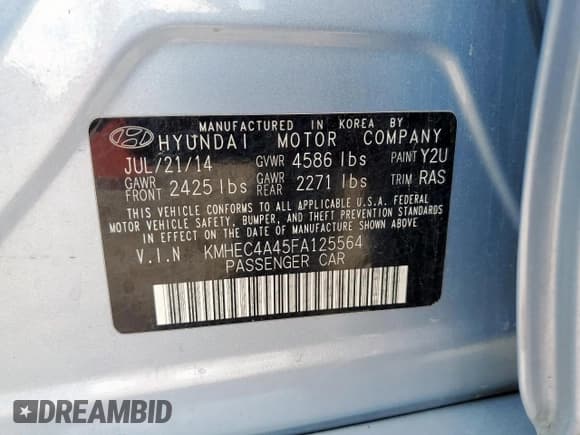 MANUFACTURED IN KOREA BY
HYUNDAI MOTOR COMPANY
JUL/21/14 GVWR 4586 lbs PAINT Y2U
GAWR FRONT 2425 lbs GAWR REAR 2271 lbs TRIM RAS
THIS VEHICLE CONFORMS TO ALL APPLICABLE U.S.A. FEDERAL
MOTOR VEHICLE SAFETY, BUMPER, AND THEFT PREVENTION STANDARDS
IN EFFECT ON THE DATE OF MANUFACTURE SHOWN ABOVE
V.I.N KMHEC4A45FA125564
PASSENGER CAR
DREAMBID